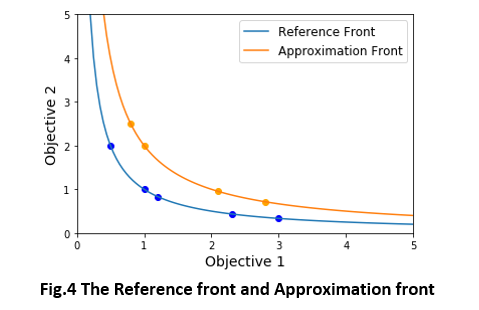 5
4
3
2
1
0
0
1
2
3
4
5
Objective 2
Objective 1
Reference Front
Approximation Front
Fig.4 The Reference front and Approximation front